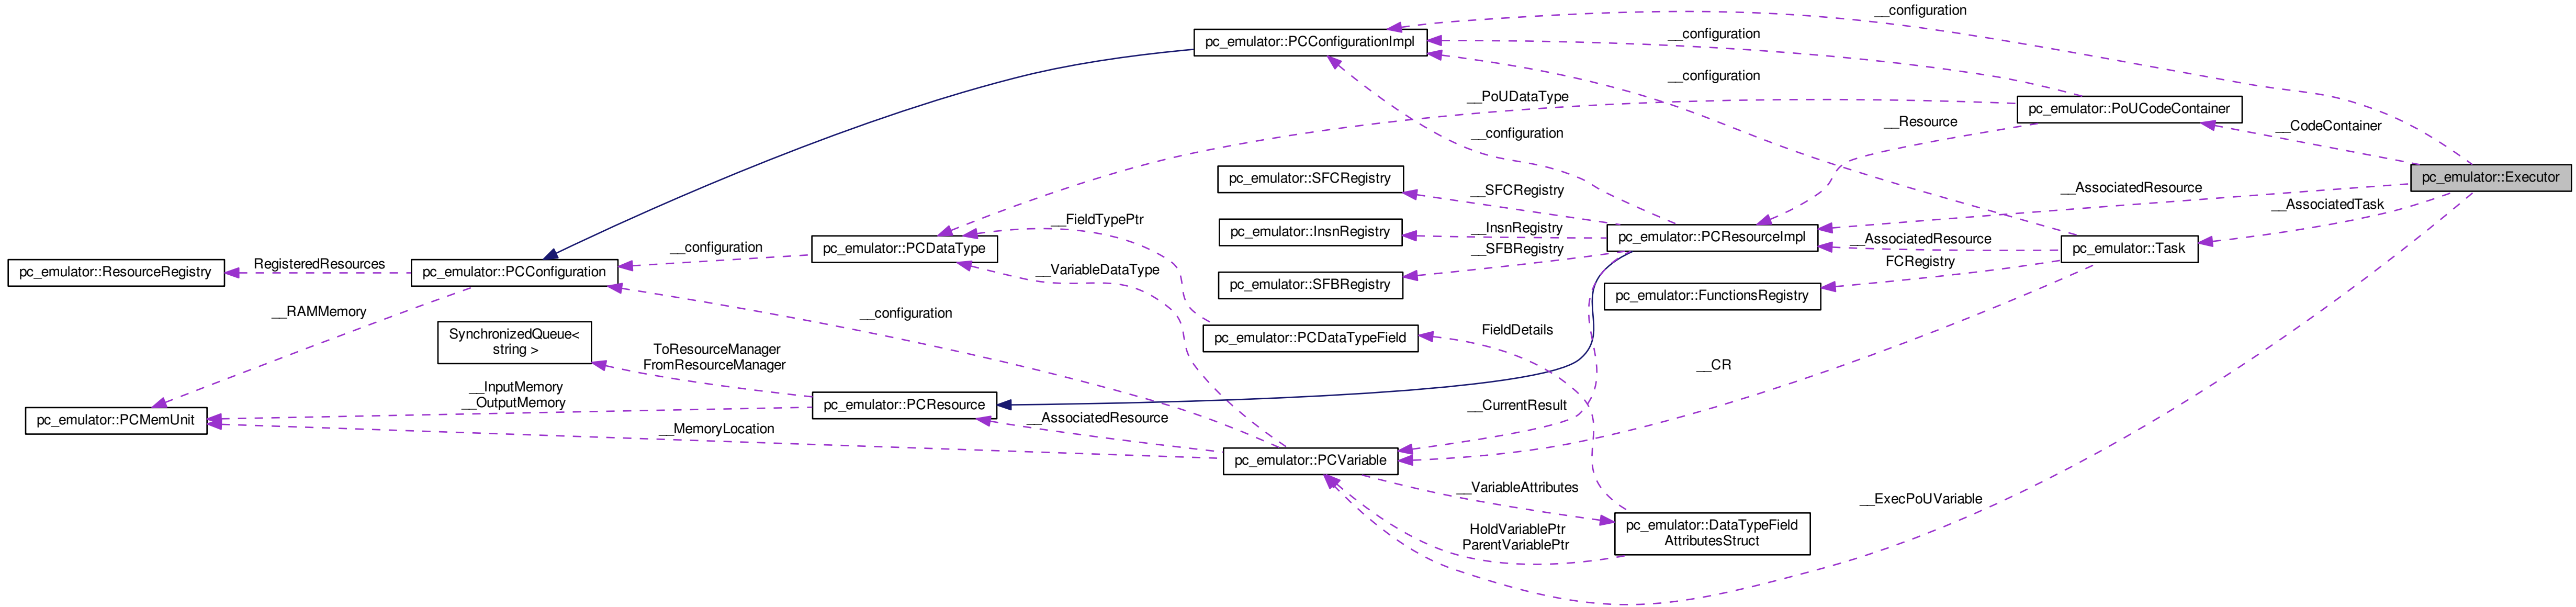 __configuration
__configuration
pc_emulator::PCConfigurationImpl
__configuration
__PoUDataType
pc_emulator::PoUCodeContainer
__Resource
__CodeContainer
__configuration
pc_emulator::SFCRegistry
pc_emulator::Executor
__SFCRegistry
__AssociatedResource
__AssociatedTask
__FieldTypePtr
pc_emulator::InsnRegistry
__InsnRegistry
pc_emulator::PCResourceImpl
__AssociatedResource
pc_emulator::Task
pc_emulator::PCDataType
__configuration
__SFBRegistry
FCRegistry
pc_emulator::ResourceRegistry
RegisteredResources
pc_emulator::PCConfiguration
__VariableDataType
pc_emulator::SFBRegistry
pc_emulator::FunctionsRegistry
__RAMMemory
__configuration
SynchronizedQueue<
string >
FieldDetails
pc_emulator::PCDataTypeField
ToResourceManager
FromResourceManager
__CR
__InputMemory
__OutputMemory
pc_emulator::PCResource
__CurrentResult
pc_emulator::PCMemUnit
__AssociatedResource
__MemoryLocation
pc_emulator::PCVariable
__VariableAttributes
__ExecPoUVariable
HoldVariablePtr
ParentVariablePtr
pc_emulator::DataTypeField
AttributesStruct